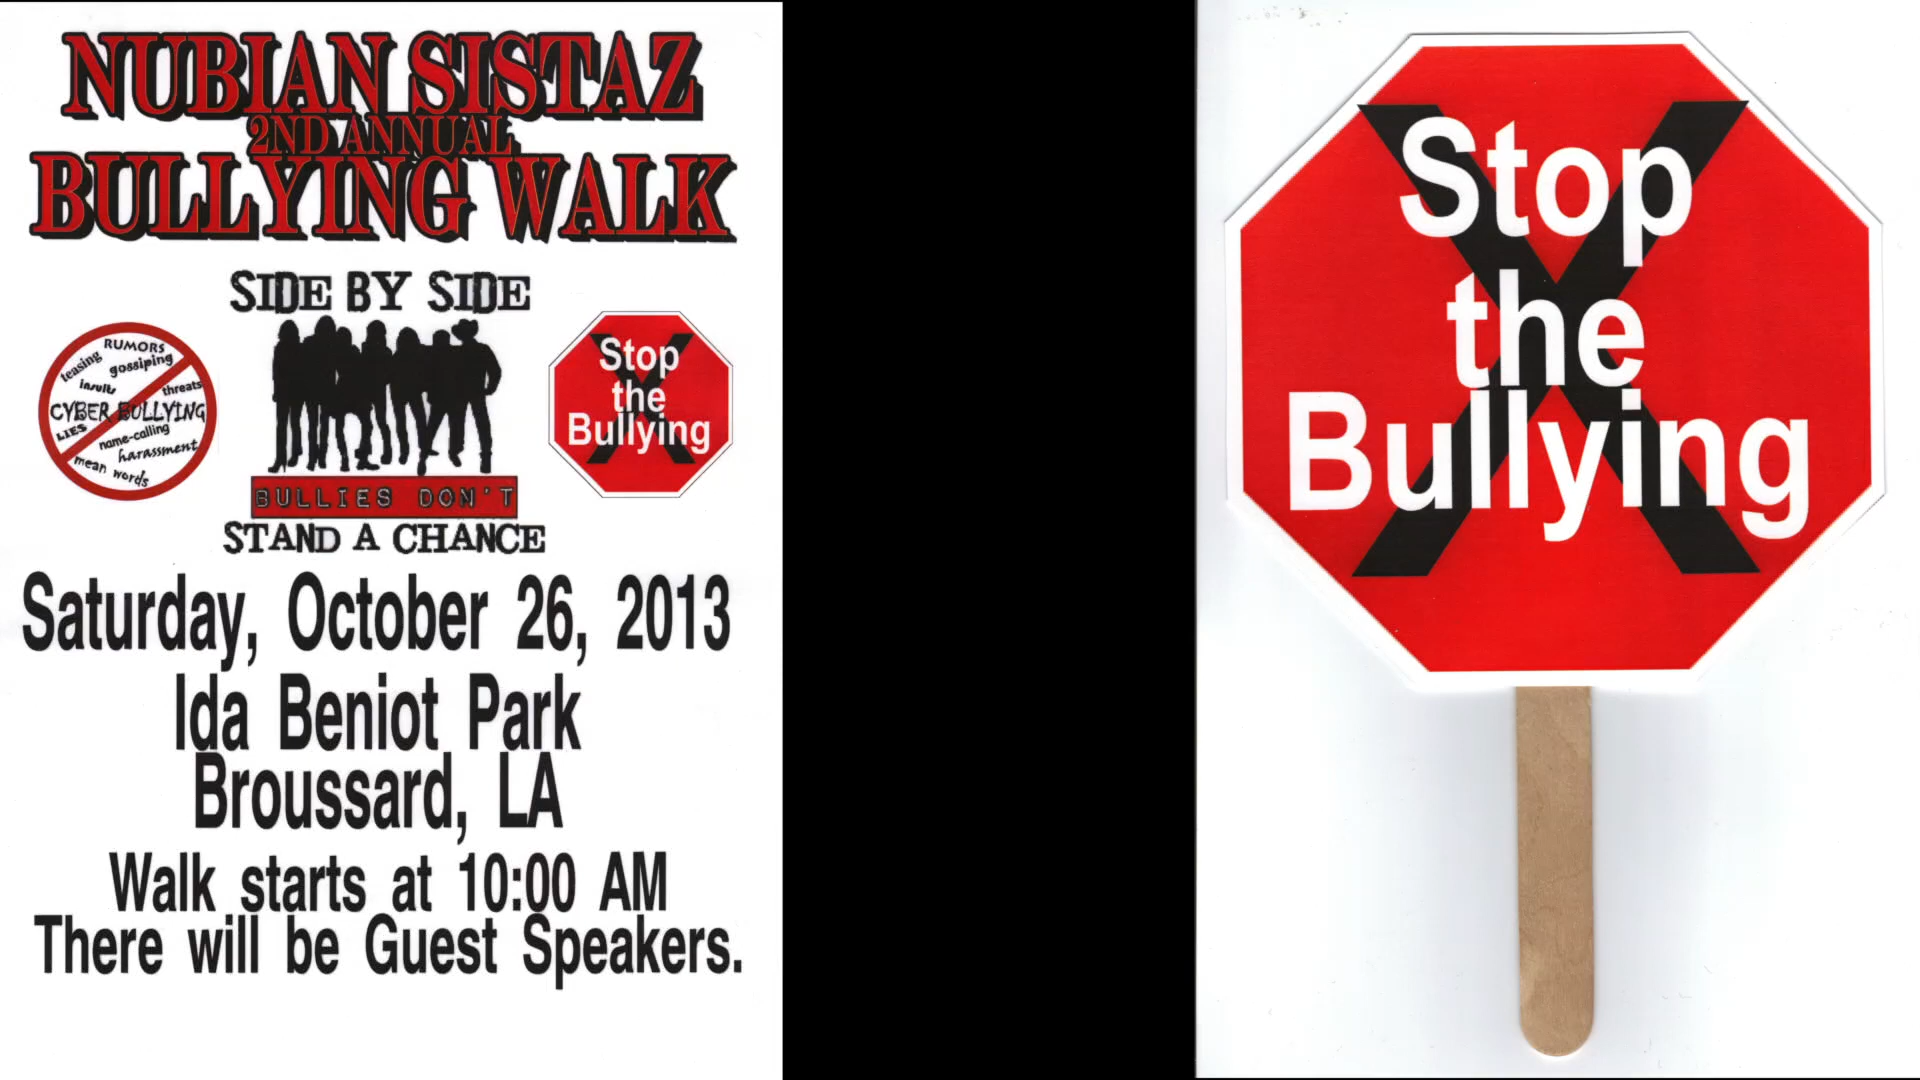 NUBIAN SISTAZ
2ND ANNUAL
BULLYING WALK
SIDE BY SIDE
RUMORS
teasing
gossiping
insults
threats
CYBER BULLYING
LIES
name-calling
harassment
mean words
BULLIES DON'T
STAND A CHANCE
Stop
the
Bullying
Saturday, October 26, 2013
Ida Beniot Park
Broussard, LA
Walk starts at 10:00 AM
There will be Guest Speakers.
Stop
the
Bullying